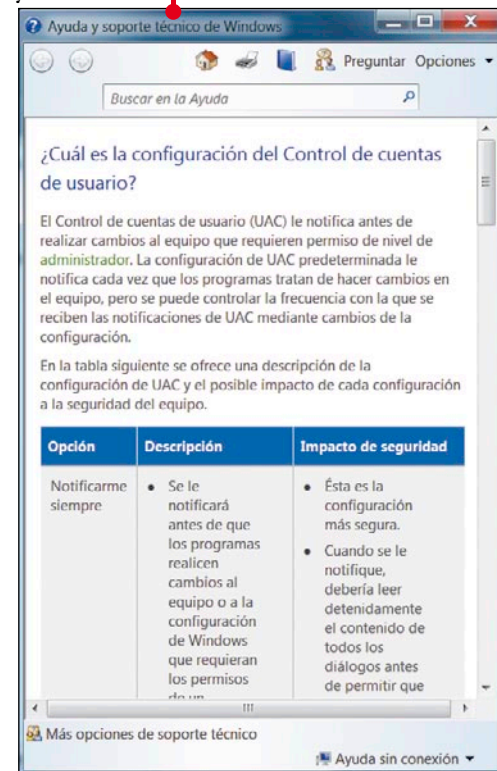 Ayuda y soporte técnico de Windows
Preguntar Opciones
Buscar en la Ayuda
¿Cuál es la configuración del Control de cuentas
de usuario?
El Control de cuentas de usuario (UAC) le notifica antes de
realizar cambios al equipo que requieren permiso de nivel de
administrador. La configuración de UAC predeterminada le
notifica cada vez que los programas tratan de hacer cambios en
el equipo, pero se puede controlar la frecuencia con la que se
reciben las notificaciones de UAC mediante cambios de la
configuración.
En la tabla siguiente se ofrece una descripción de la
configuración de UAC y el posible impacto de cada configuración
a la seguridad del equipo.
Opción Descripción Impacto de seguridad
Notificarme
siempre
• Se le
notificará
antes de que
los programas
realicen
cambios al
equipo o a la
configuración
de Windows
que requieran
los permisos
• Ésta es la
configuración
más segura.
• Cuando se le
notifique,
debería leer
detenidamente
el contenido de
todos los
diálogos antes
de permitir que
Más opciones de soporte técnico
Ayuda sin conexión